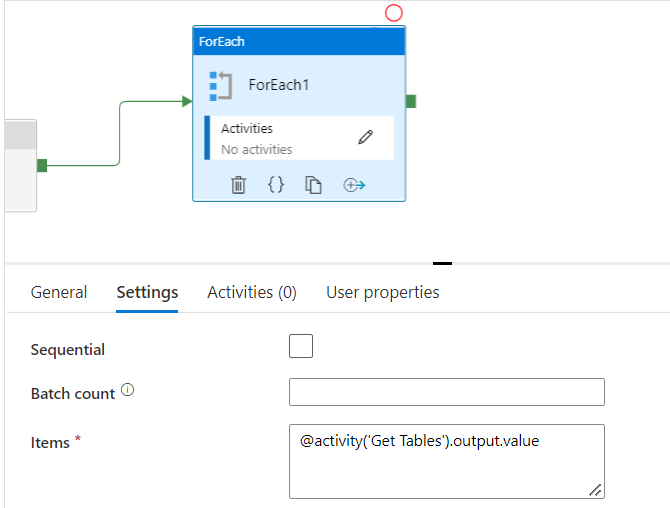 ForEach
ForEach1
Activities
No activities
{}
General Settings Activities (0) User properties
Sequential
Batch count
Items * @activity('Get Tables').output.value